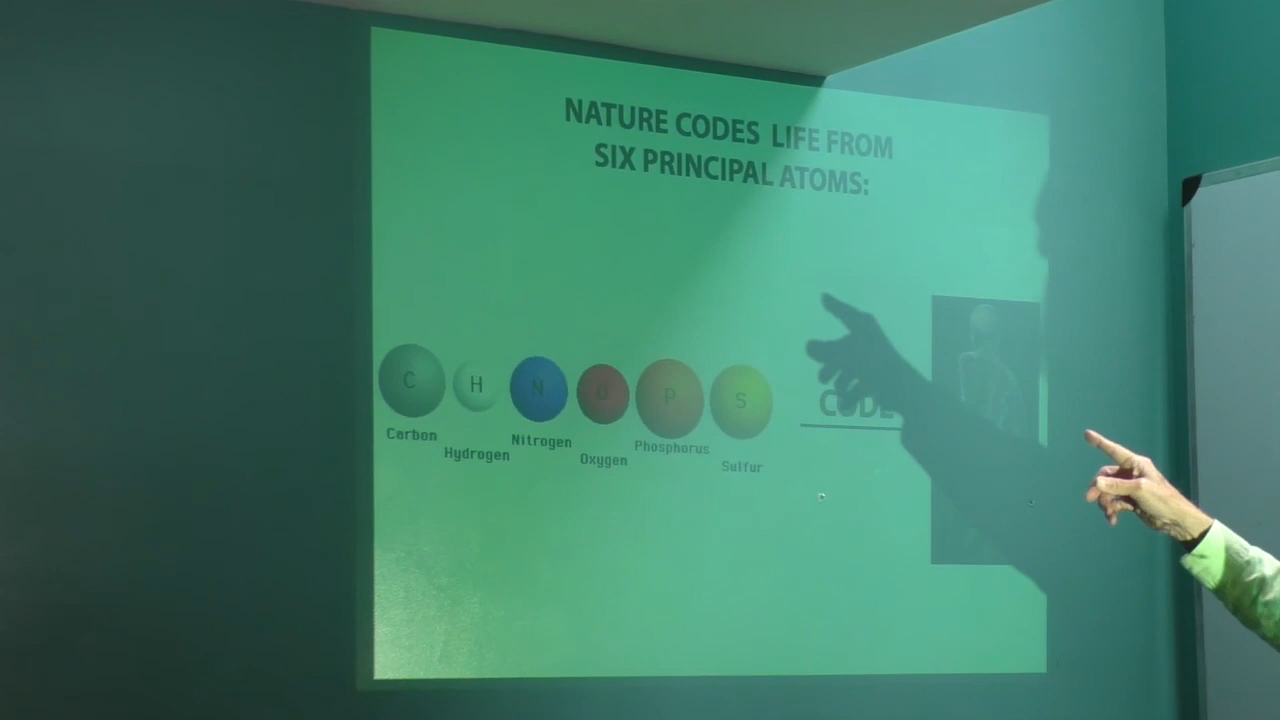 NATURE CODES LIFE FROM
SIX PRINCIPAL ATOMS:
C H N O P S
CODE
Carbon
Hydrogen
Nitrogen
Oxygen
Phosphorus
Sulfur